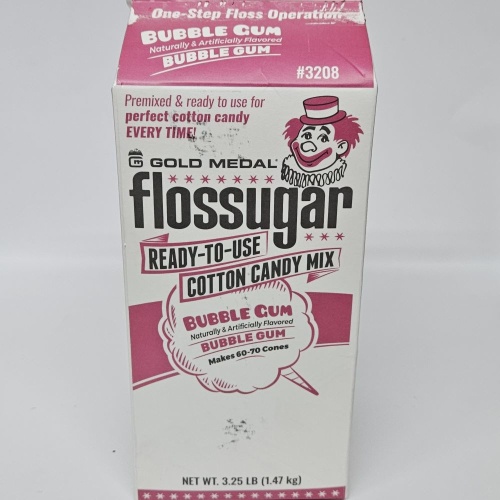 One-Step Floss Operation
BUBBLE GUM
Naturally & Artificially Flavored
BUBBLE GUM
#3208
Premixed & ready to use for
perfect cotton candy
EVERY TIME!
GOLD MEDAL
flossugar
READY-TO-USE
COTTON CANDY MIX
BUBBLE GUM
Naturally & Artificially Flavored
BUBBLE GUM
Makes 60-70 Cones
NET WT. 3.25 LB (1.47 kg)